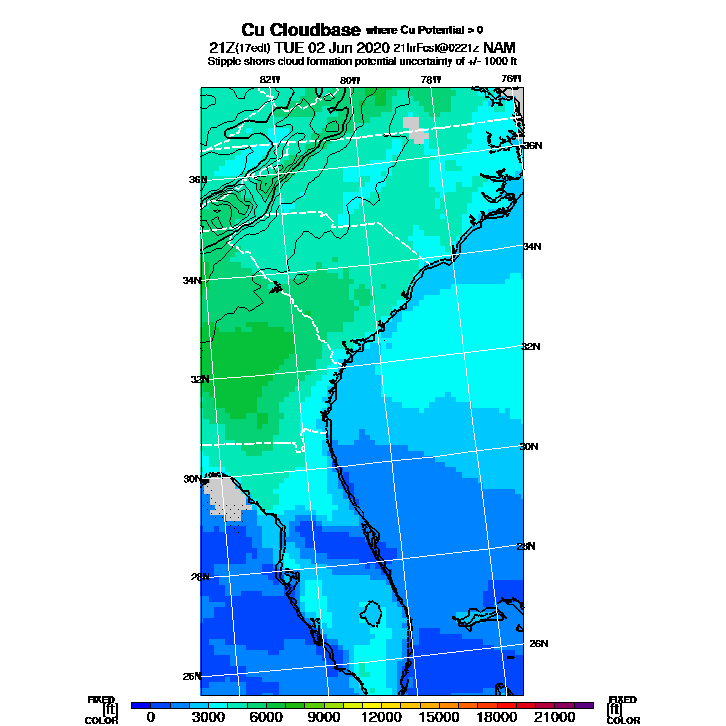 Cu Cloudbase where Cu Potential > 0
21Z(17edt) TUE 02 Jun 2020 21hrFcst@0221z NAM
Stipple shows cloud formation potential uncertainty of +/- 1000 ft
82W 80W 78W 76W
36N
36N
34N
34N
32N
32N
30N
30N
28N
28N
26N
26N
FIXED FIXED
[ft] 0 3000 6000 9000 12000 15000 18000 21000 [ft]
COLOR COLOR